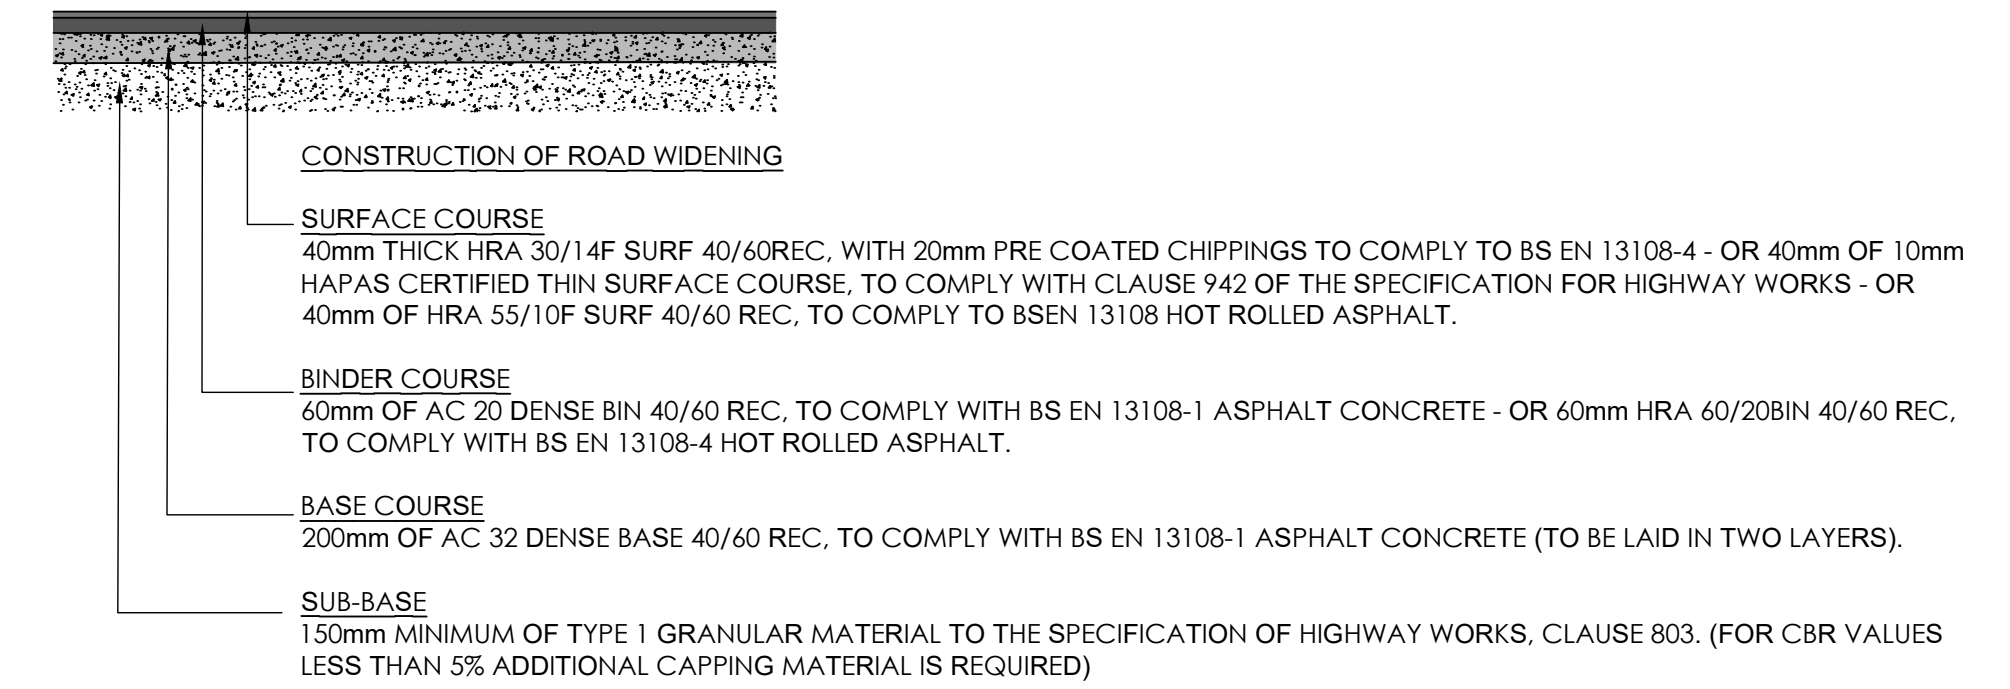 CONSTRUCTION OF ROAD WIDENING
SURFACE COURSE
40mm THICK HRA 30/14F SURF 40/60REC, WITH 20mm PRE COATED CHIPPINGS TO COMPLY TO BS EN 13108-4 - OR 40mm OF 10mm
HAPAS CERTIFIED THIN SURFACE COURSE, TO COMPLY WITH CLAUSE 942 OF THE SPECIFICATION FOR HIGHWAY WORKS - OR
40mm OF HRA 55/10F SURF 40/60 REC, TO COMPLY TO BSEN 13108 HOT ROLLED ASPHALT.
BINDER COURSE
60mm OF AC 20 DENSE BIN 40/60 REC, TO COMPLY WITH BS EN 13108-1 ASPHALT CONCRETE - OR 60mm HRA 60/20BIN 40/60 REC,
TO COMPLY WITH BS EN 13108-4 HOT ROLLED ASPHALT.
BASE COURSE
200mm OF AC 32 DENSE BASE 40/60 REC, TO COMPLY WITH BS EN 13108-1 ASPHALT CONCRETE (TO BE LAID IN TWO LAYERS).
SUB-BASE
150mm MINIMUM OF TYPE 1 GRANULAR MATERIAL TO THE SPECIFICATION OF HIGHWAY WORKS, CLAUSE 803. (FOR CBR VALUES
LESS THAN 5% ADDITIONAL CAPPING MATERIAL IS REQUIRED)